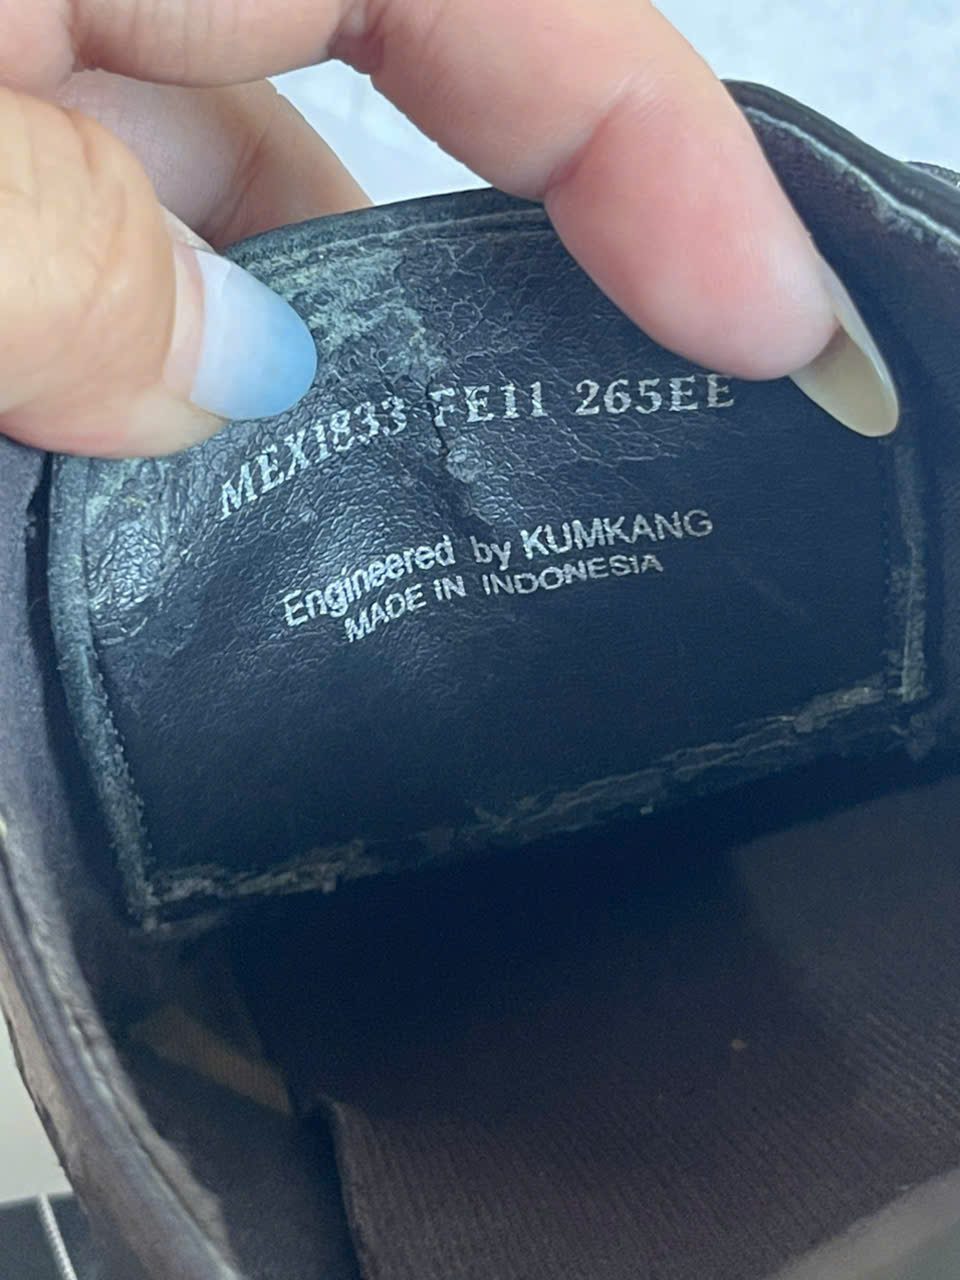 MEX1833 FE11 265EE
Engineered by KUMKANG
MADE IN INDONESIA